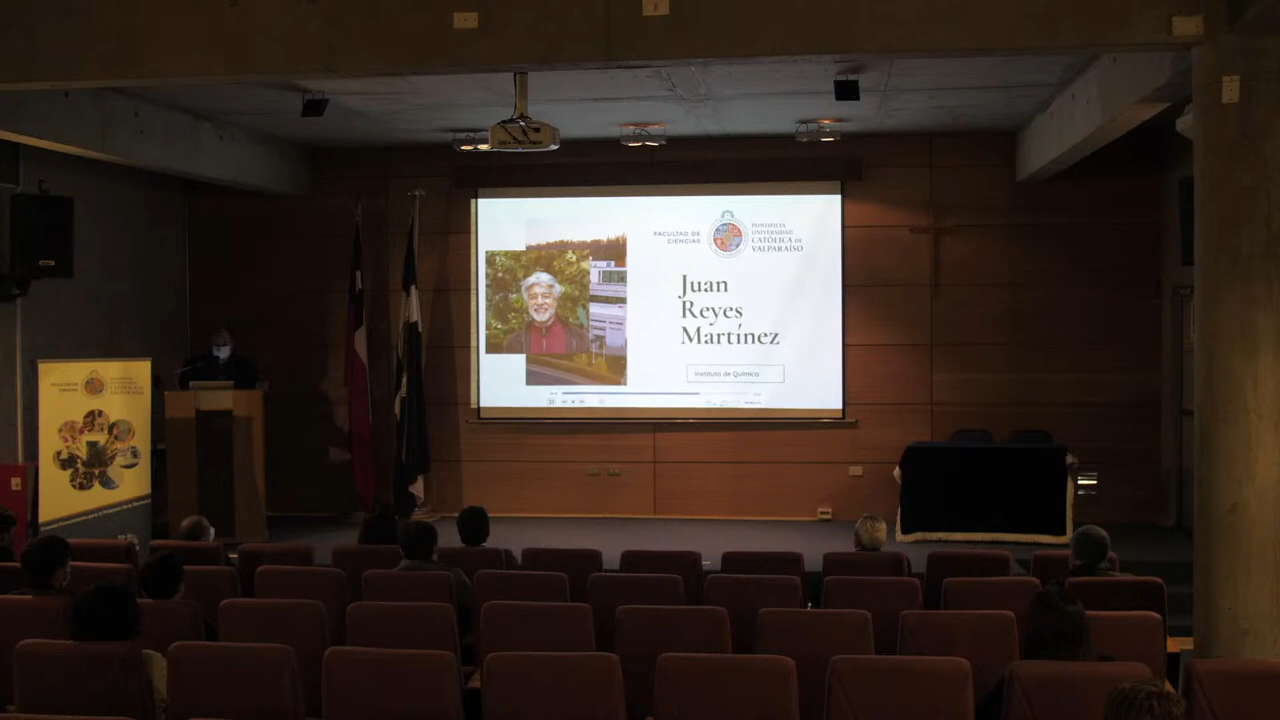 FACULTAD DE
CIENCIAS
PONTIFICIA
UNIVERSIDAD
CATÓLICA DE
VALPARAÍSO
Juan
Reyes
Martínez
Instituto de Química